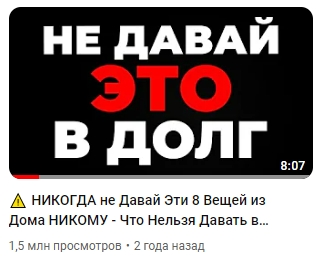 НЕ ДАВАЙ
ЭТО
В ДОЛГ
8:07
⚠️ НИКОГДА не Давай Эти 8 Вещей из
Дома НИКОМУ - Что Нельзя Давать в...
1,5 млн просмотров • 2 года назад